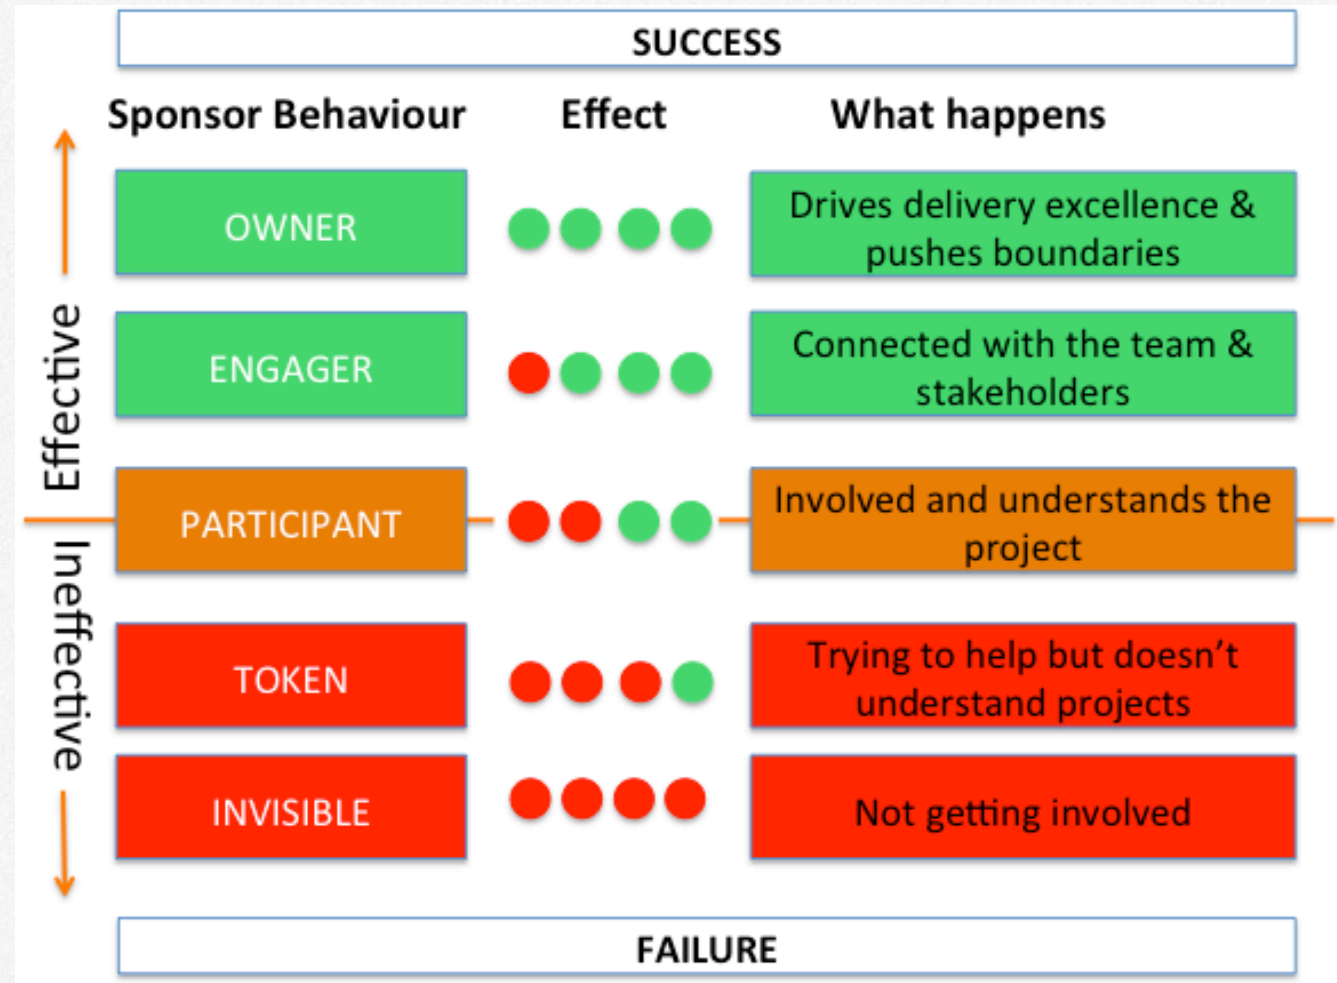 SUCCESS
Sponsor Behaviour
Effect
What happens
Effective
Ineffective
OWNER
Drives delivery excellence &
pushes boundaries
ENGAGER
Connected with the team &
stakeholders
PARTICIPANT
Involved and understands the
project
TOKEN
Trying to help but doesn’t
understand projects
INVISIBLE
Not getting involved
FAILURE